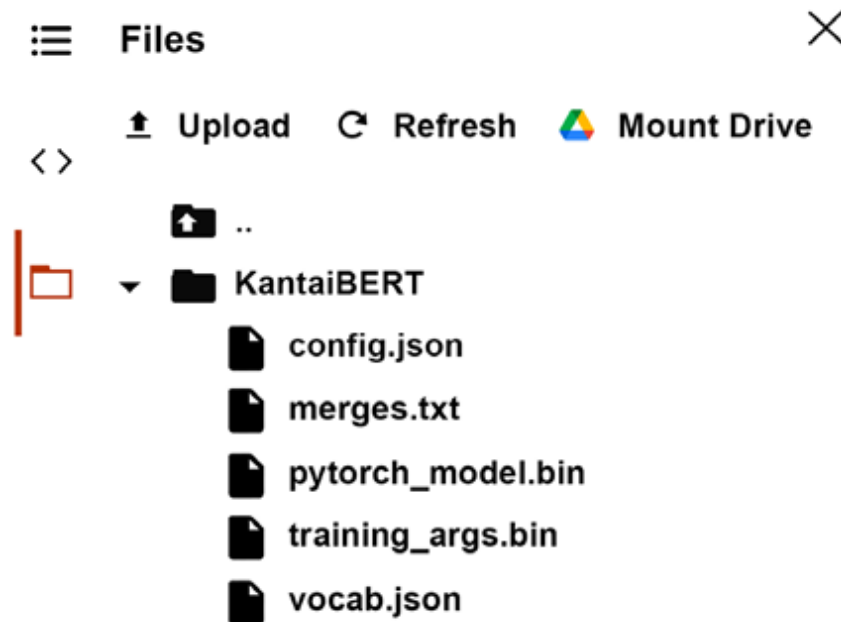 Files
Upload Refresh Mount Drive
..
KantaiBERT
config.json
merges.txt
pytorch_model.bin
training_args.bin
vocab.json